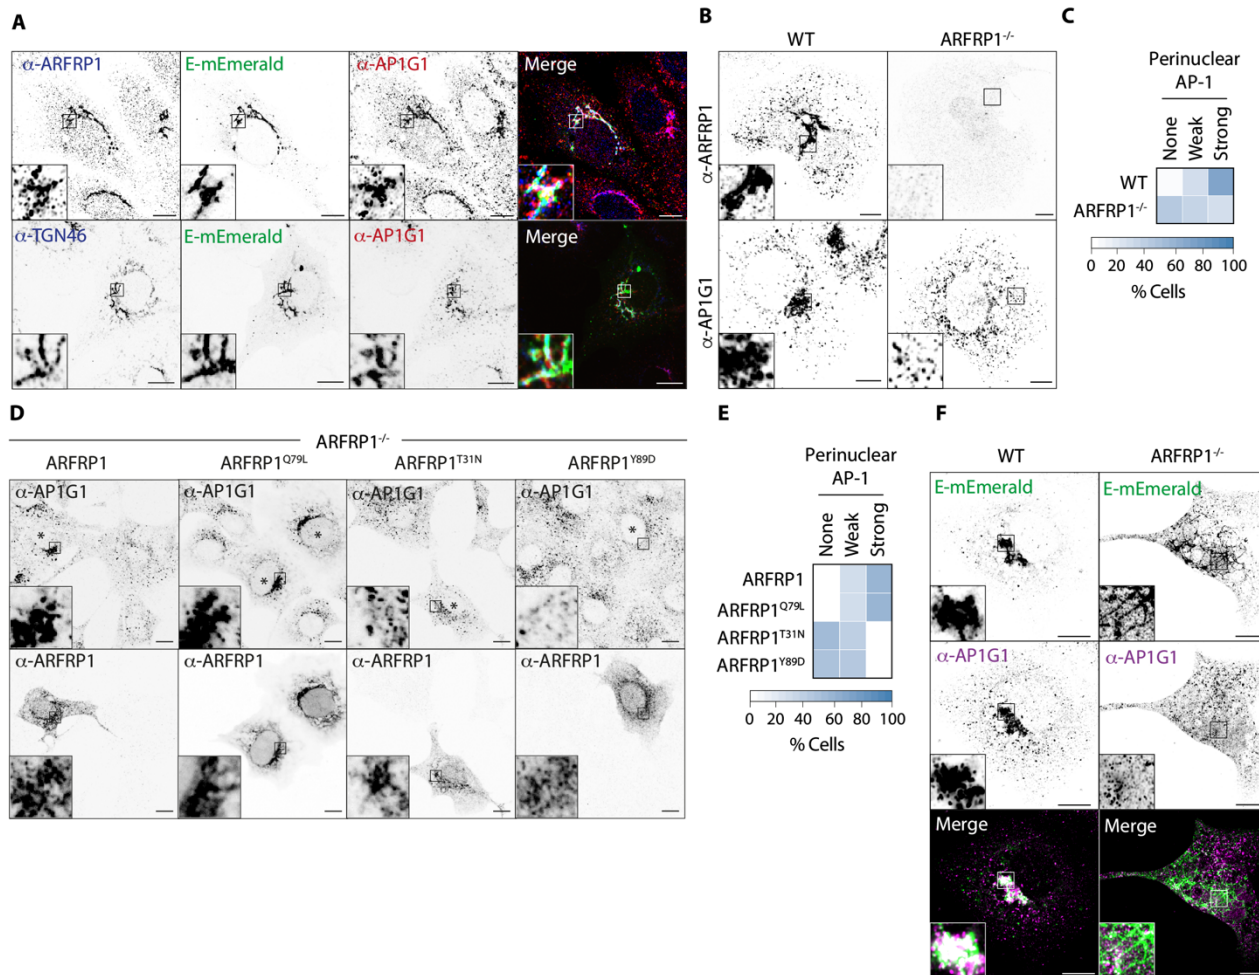 A
α-ARFRP1
E-mEmerald
α-AP1G1
Merge
α-TGN46
E-mEmerald
α-AP1G1
Merge
B
WT
ARFRP1-/-
α-ARFRP1
α-AP1G1
C
Perinuclear
AP-1
None
Weak
Strong
WT
ARFRP1-/-
0 20 40 60 80 100
% Cells
D
ARFRP1-/-
ARFRP1
ARFRP1Q79L
ARFRP1T31N
ARFRP1Y89D
α-AP1G1
α-AP1G1
α-AP1G1
α-AP1G1
*
*
*
*
*
α-ARFRP1
α-ARFRP1
α-ARFRP1
α-ARFRP1
E
Perinuclear
AP-1
None
Weak
Strong
ARFRP1
ARFRP1Q79L
ARFRP1T31N
ARFRP1Y89D
0 20 40 60 80 100
% Cells
F
WT
ARFRP1-/-
E-mEmerald
E-mEmerald
α-AP1G1
α-AP1G1
Merge
Merge